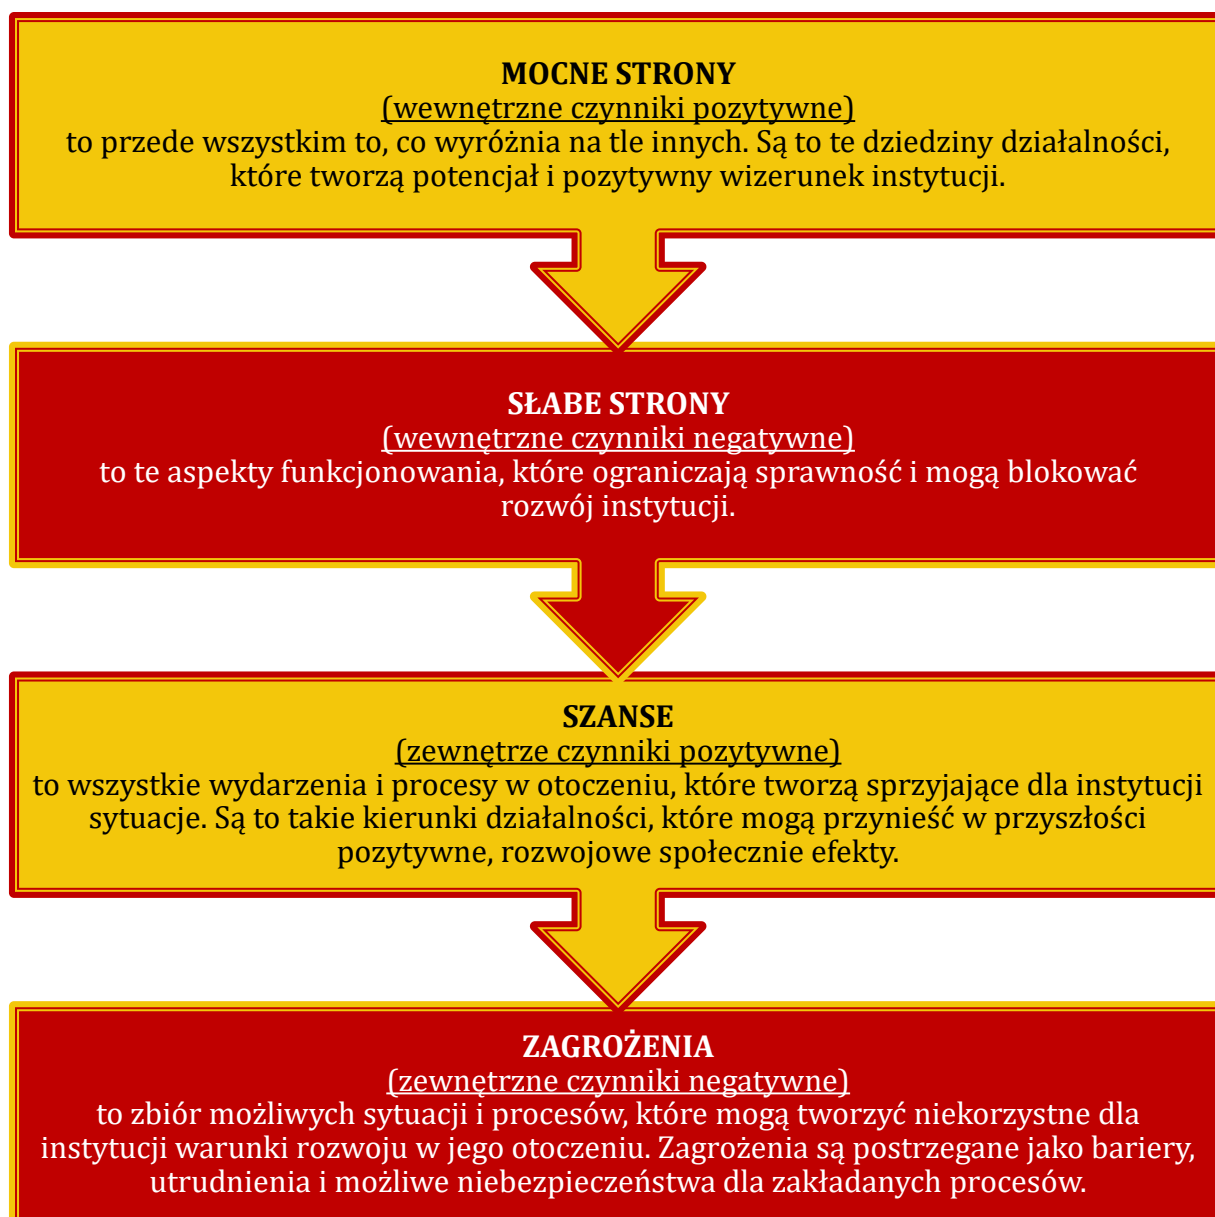 MOCNE STRONY
(wewnętrzne czynniki pozytywne)
to przede wszystkim to, co wyróżnia na tle innych. Są to te dziedziny działalności,
które tworzą potencjał i pozytywny wizerunek instytucji.
SŁABE STRONY
(wewnętrzne czynniki negatywne)
to te aspekty funkcjonowania, które ograniczają sprawność i mogą blokować
rozwój instytucji.
SZANSE
(zewnętrze czynniki pozytywne)
to wszystkie wydarzenia i procesy w otoczeniu, które tworzą sprzyjające dla instytucji
sytuacje. Są to takie kierunki działalności, które mogą przynieść w przyszłości
pozytywne, rozwojowe społecznie efekty.
ZAGROŻENIA
(zewnętrzne czynniki negatywne)
to zbiór możliwych sytuacji i procesów, które mogą tworzyć niekorzystne dla
instytucji warunki rozwoju w jego otoczeniu. Zagrożenia są postrzegane jako bariery,
utrudnienia i możliwe niebezpieczeństwa dla zakładanych procesów.